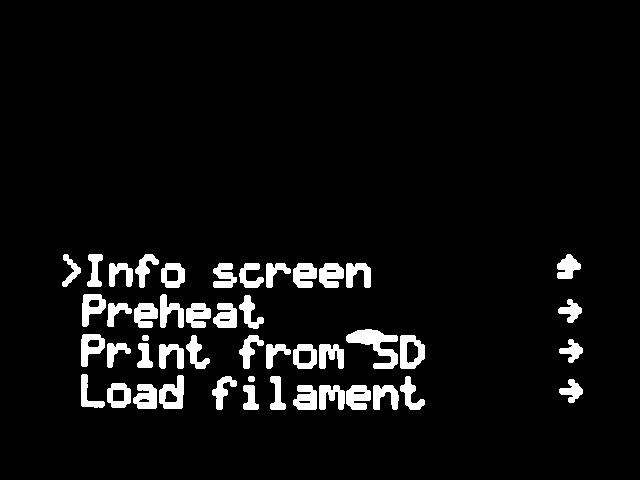 >Info screen ↑
Preheat →
Print from SD →
Load filament →